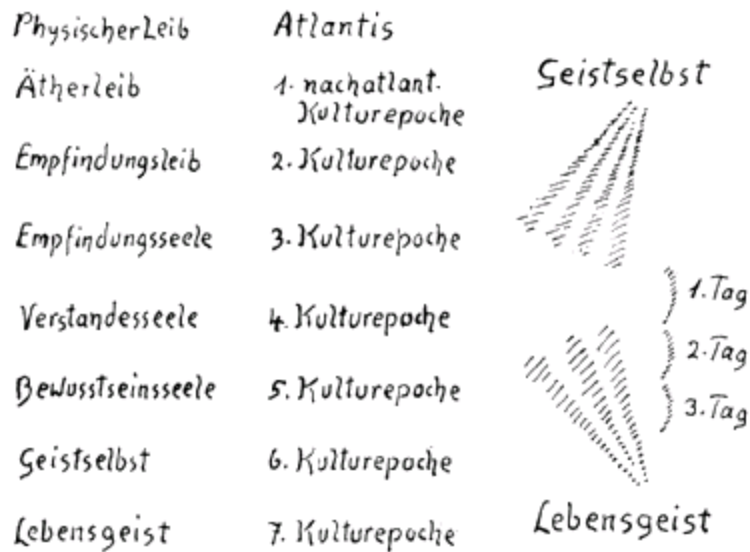 Physischer Leib Atlantis
Ätherleib 1. nachatlant.
Kulturepoche
Empfindungsleib 2. Kulturepoche
Empfindungsseele 3. Kulturepoche
Verstandesseele 4. Kulturepoche
Bewusstseinsseele 5. Kulturepoche
Geistselbst 6. Kulturepoche
Lebensgeist 7. Kulturepoche
Geistselbst
1. Tag
2. Tag
3. Tag
Lebensgeist